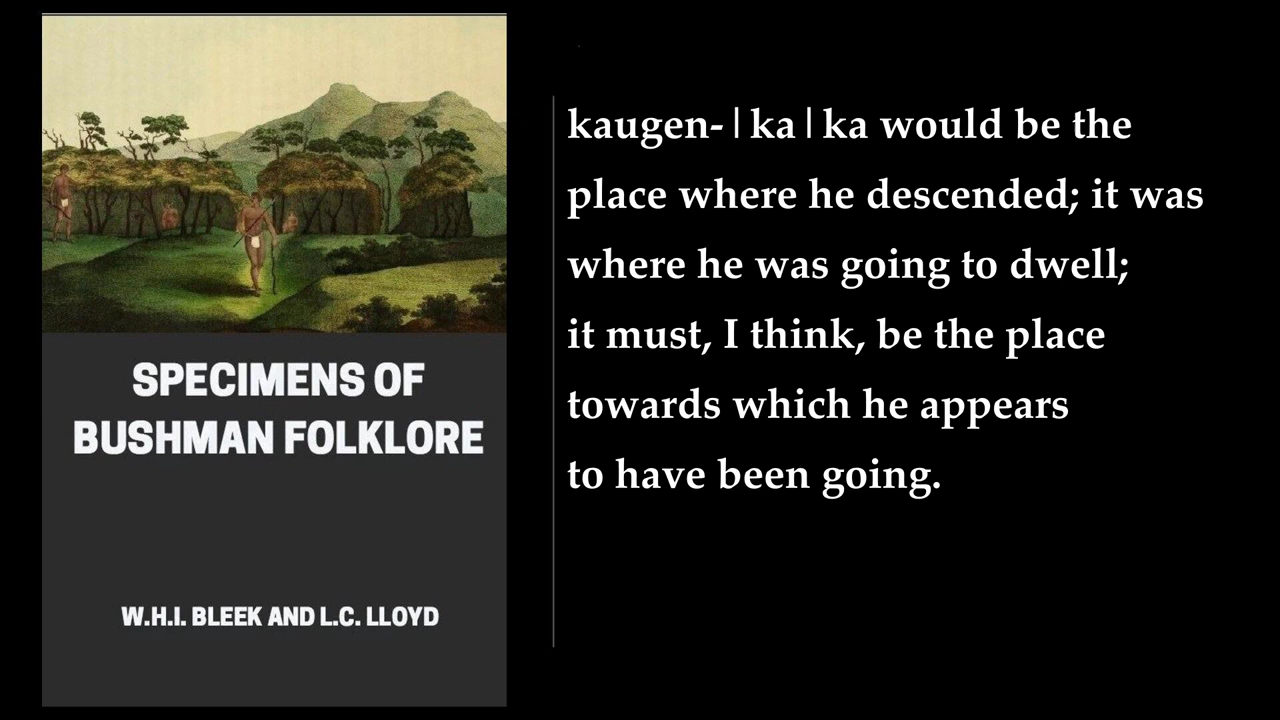 SPECIMENS OF
BUSHMAN FOLKLORE
W.H.I. BLEEK AND L.C. LLOYD
kaugen-|ka|ka would be the
place where he descended; it was
where he was going to dwell;
it must, I think, be the place
towards which he appears
to have been going.